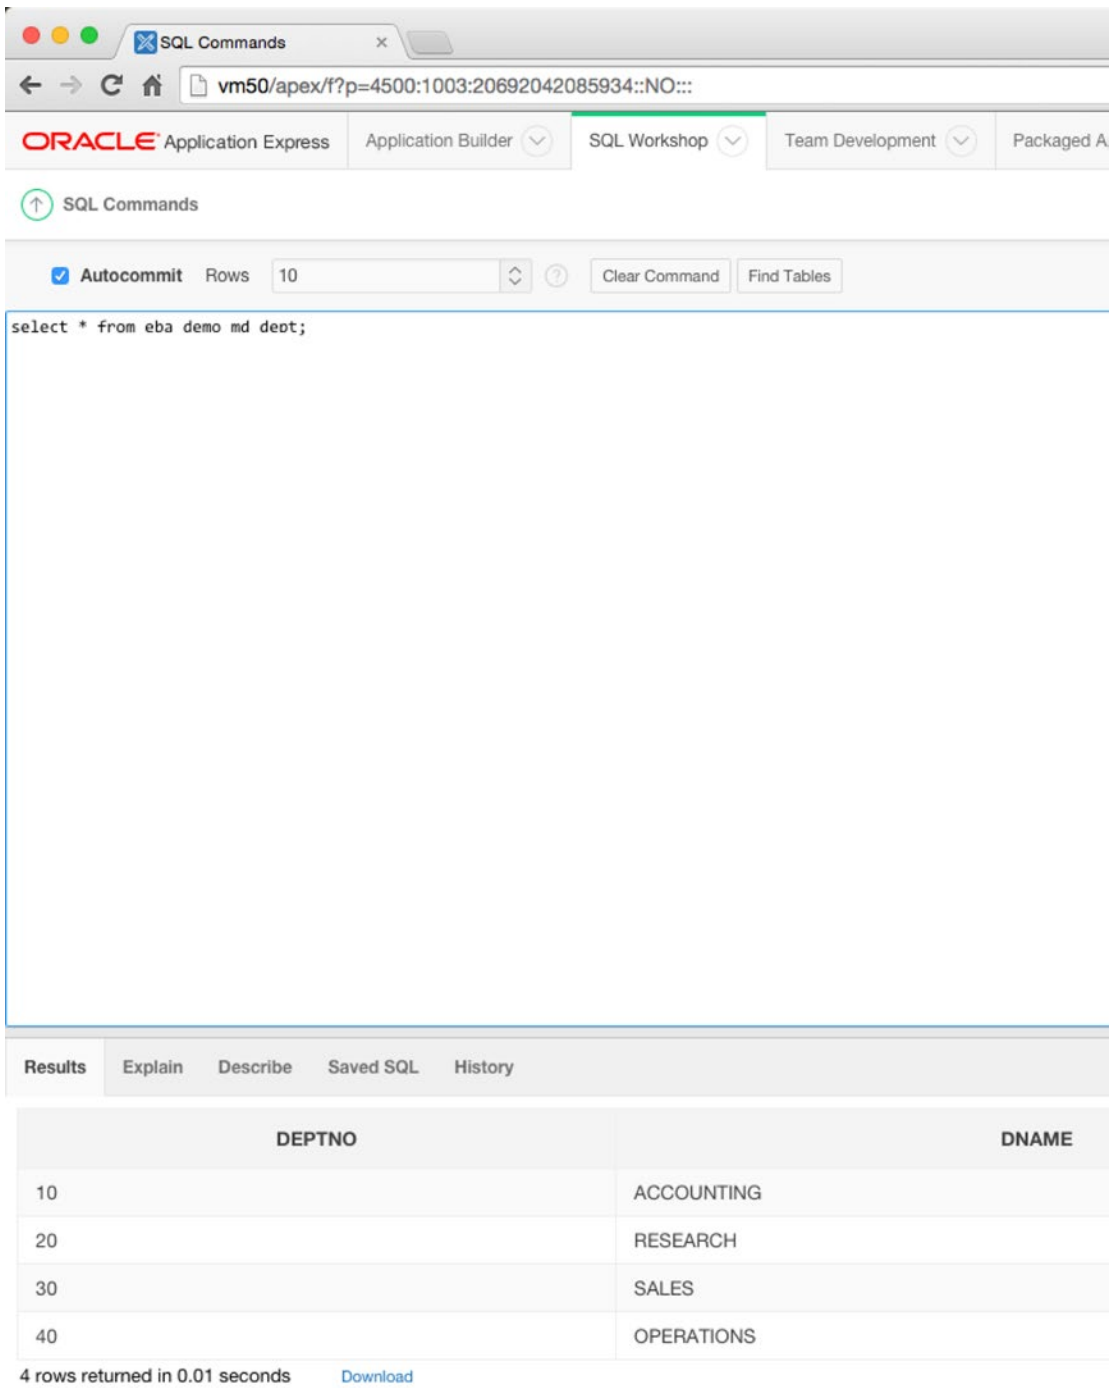 SQL Commands
vm50/apex/f?p=4500:1003:20692042085934::NO:::
ORACLE Application Express Application Builder SQL Workshop Team Development Packaged A
SQL Commands
Autocommit Rows 10 ? Clear Command Find Tables
select * from eba demo md dept;
Results Explain Describe Saved SQL History
DEPTNO DNAME
10 ACCOUNTING
20 RESEARCH
30 SALES
40 OPERATIONS
4 rows returned in 0.01 seconds Download